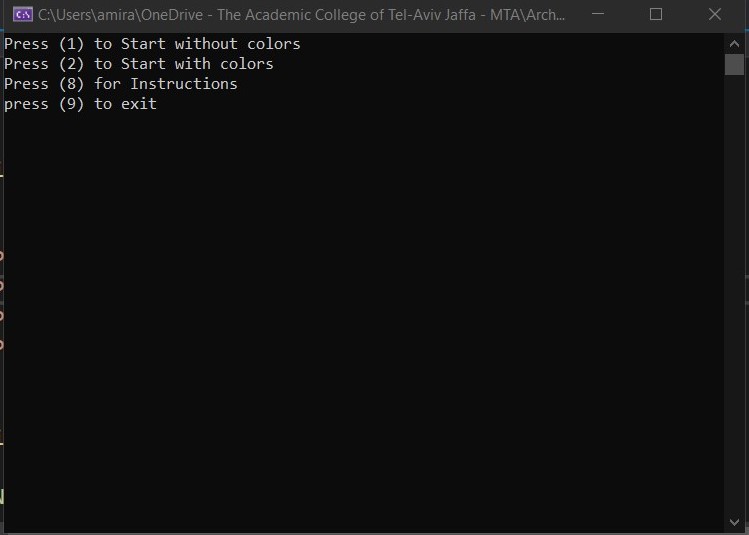 C:\Users\amira\OneDrive - The Academic College of Tel-Aviv Jaffa - MTA\Arch...
Press (1) to Start without colors
Press (2) to Start with colors
Press (8) for Instructions
press (9) to exit